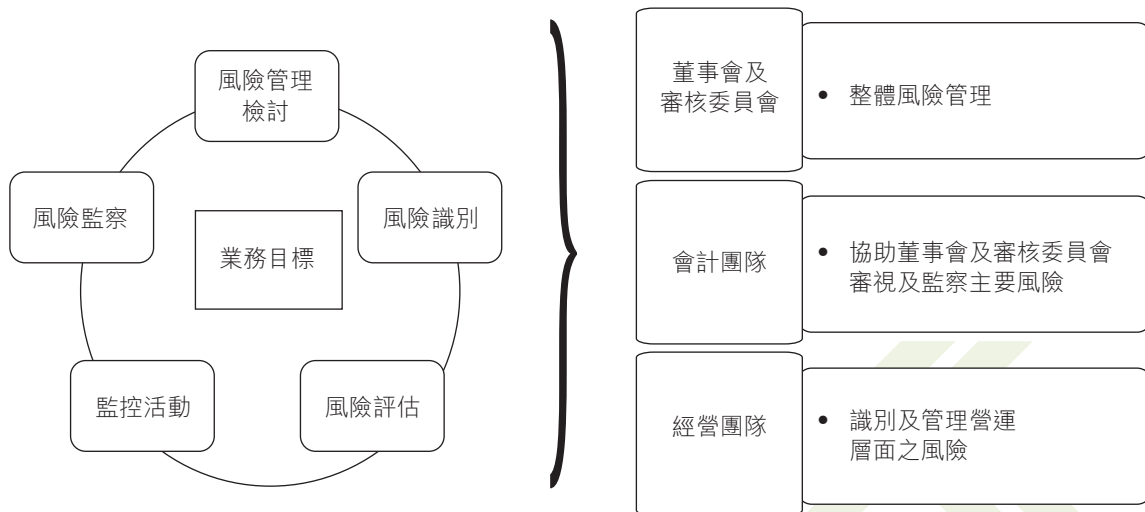 風險管理
檢討
風險監察
風險識別
業務目標
監控活動
風險評估
董事會及
審核委員會
• 整體風險管理
會計團隊
• 協助董事會及審核委員會
審視及監察主要風險
經營團隊
• 識別及管理營運
層面之風險